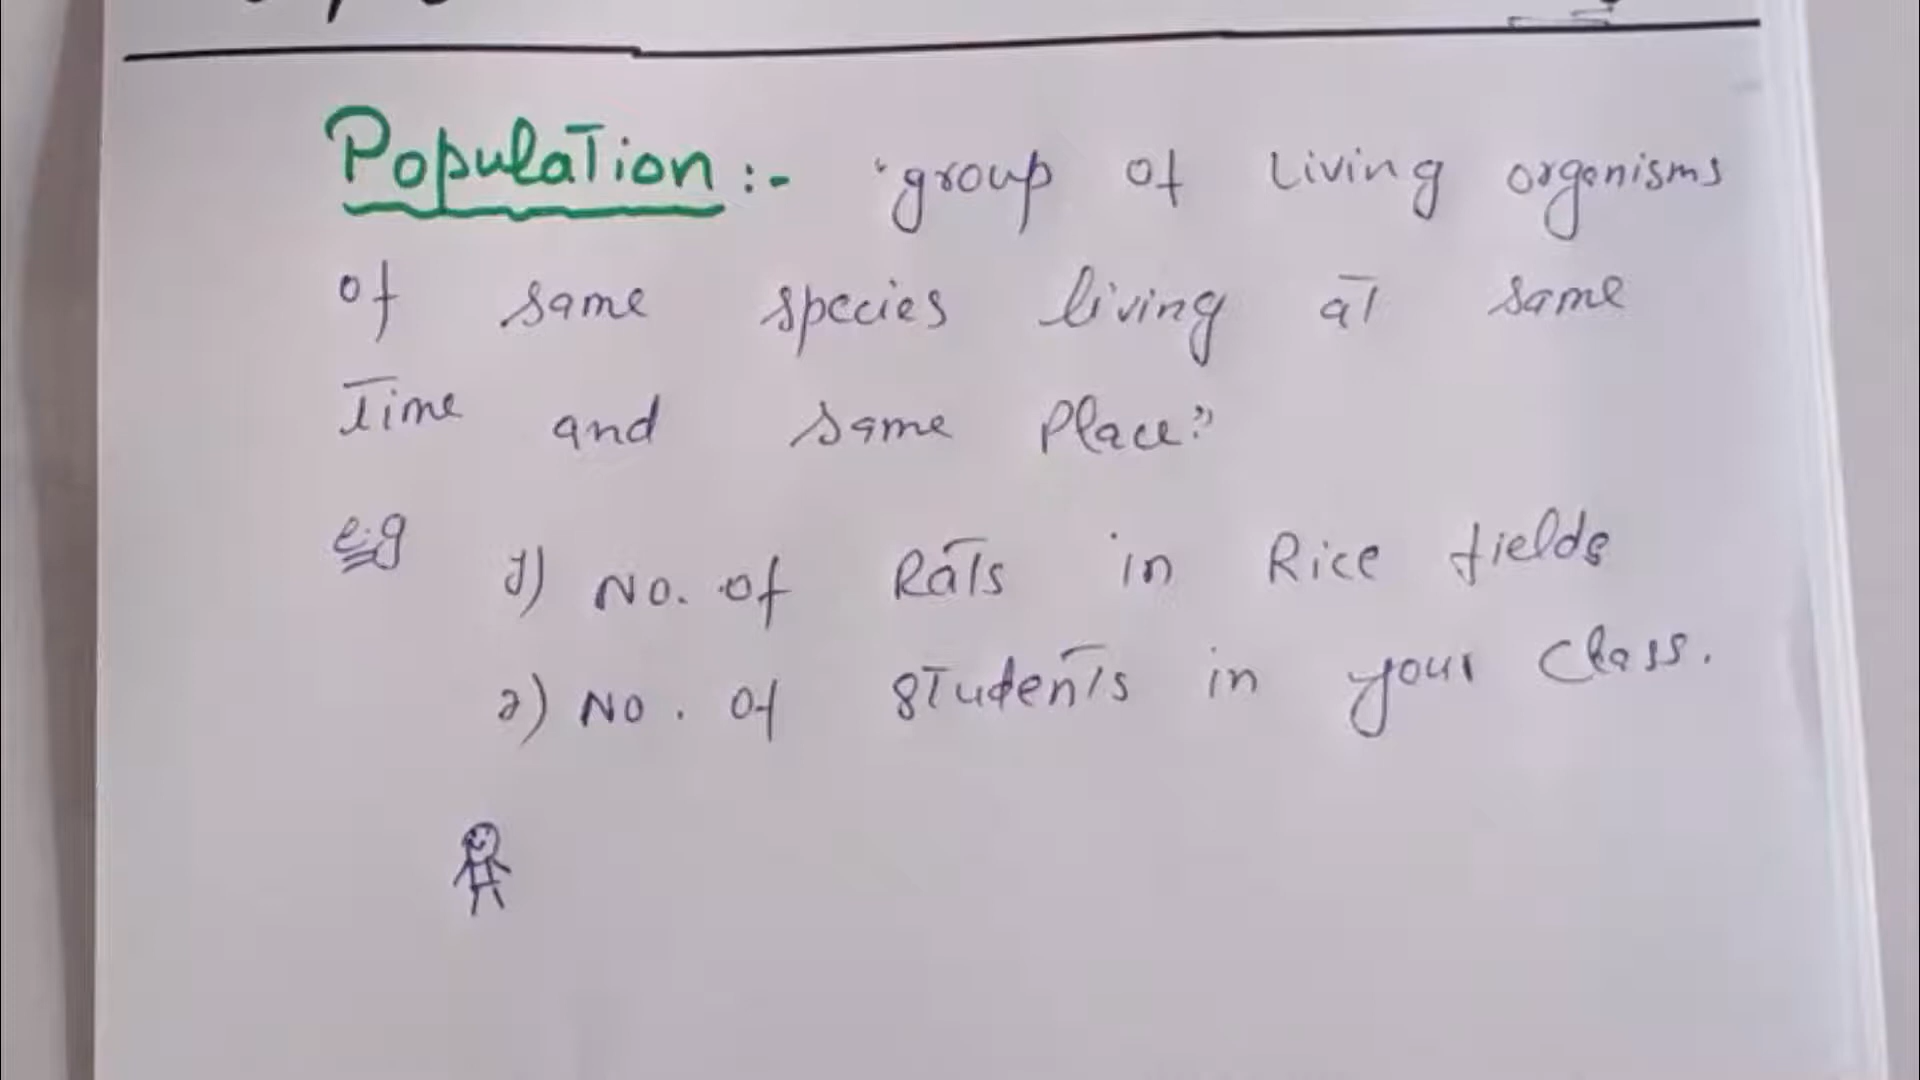 Population :- "group of Living organisms
of same species living at same
Time and same Place"
e.g 1) No. of Rats in Rice fields
2) No. of students in your Class.